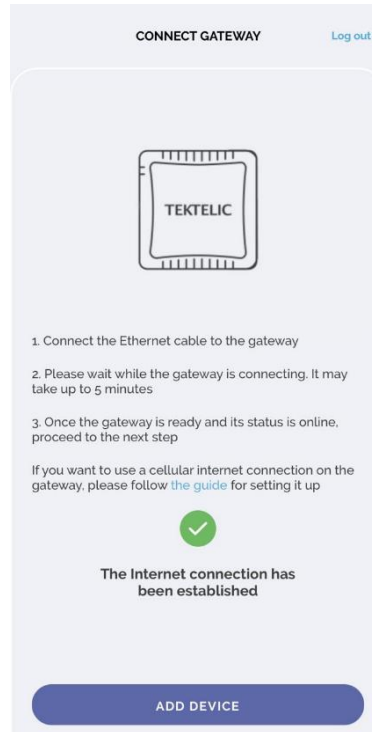 CONNECT GATEWAY
Log out
TEKTELIC
1. Connect the Ethernet cable to the gateway
2. Please wait while the gateway is connecting. It may
take up to 5 minutes
3. Once the gateway is ready and its status is online,
proceed to the next step
If you want to use a cellular internet connection on the
gateway, please follow the guide for setting it up
The Internet connection has
been established
ADD DEVICE